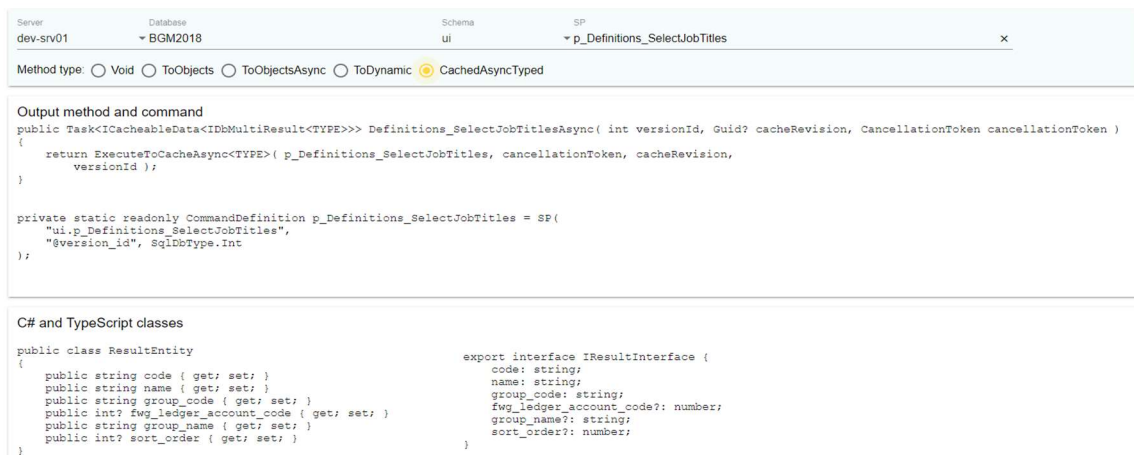 Server Database Schema SP
dev-srv01 BGM2018 ui p_Definitions_SelectJobTitles ×
Method type: Void ToObjects ToObjectsAsync ToDynamic CachedAsyncTyped
Output method and command
public Task<ICacheableData<IDbMultiResult<TYPE>>> Definitions_SelectJobTitlesAsync( int versionId, Guid? cacheRevision, CancellationToken cancellationToken )
{
    return ExecuteToCacheAsync<TYPE>( p_Definitions_SelectJobTitles, cancellationToken, cacheRevision,
        versionId );
}
private static readonly CommandDefinition p_Definitions_SelectJobTitles = SP(
    "ui.p_Definitions_SelectJobTitles",
    "@version_id", SqlDbType.Int
);
C# and TypeScript classes
public class ResultEntity
{
    public string code { get; set; }
    public string name { get; set; }
    public string group_code { get; set; }
    public int? fwg_ledger_account_code { get; set; }
    public string group_name { get; set; }
    public int? sort_order { get; set; }
}
export interface IResultInterface {
    code: string;
    name: string;
    group_code: string;
    fwg_ledger_account_code?: number;
    group_name?: string;
    sort_order?: number;
}